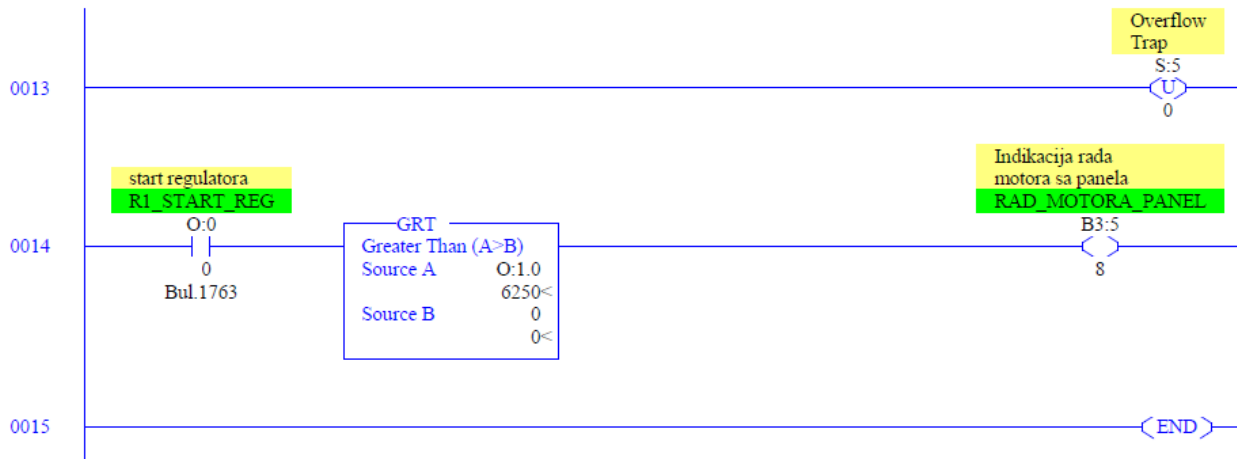 Overflow
Trap
S:5
0013
U
0
start regulatora
R1_START_REG
O:0
Indikacija rada
motora sa panela
RAD_MOTORA_PANEL
B3:5
0014
0
Bul.1763
GRT
Greater Than (A>B)
Source A O:1.0
6250<
Source B 0
0<
8
0015
END